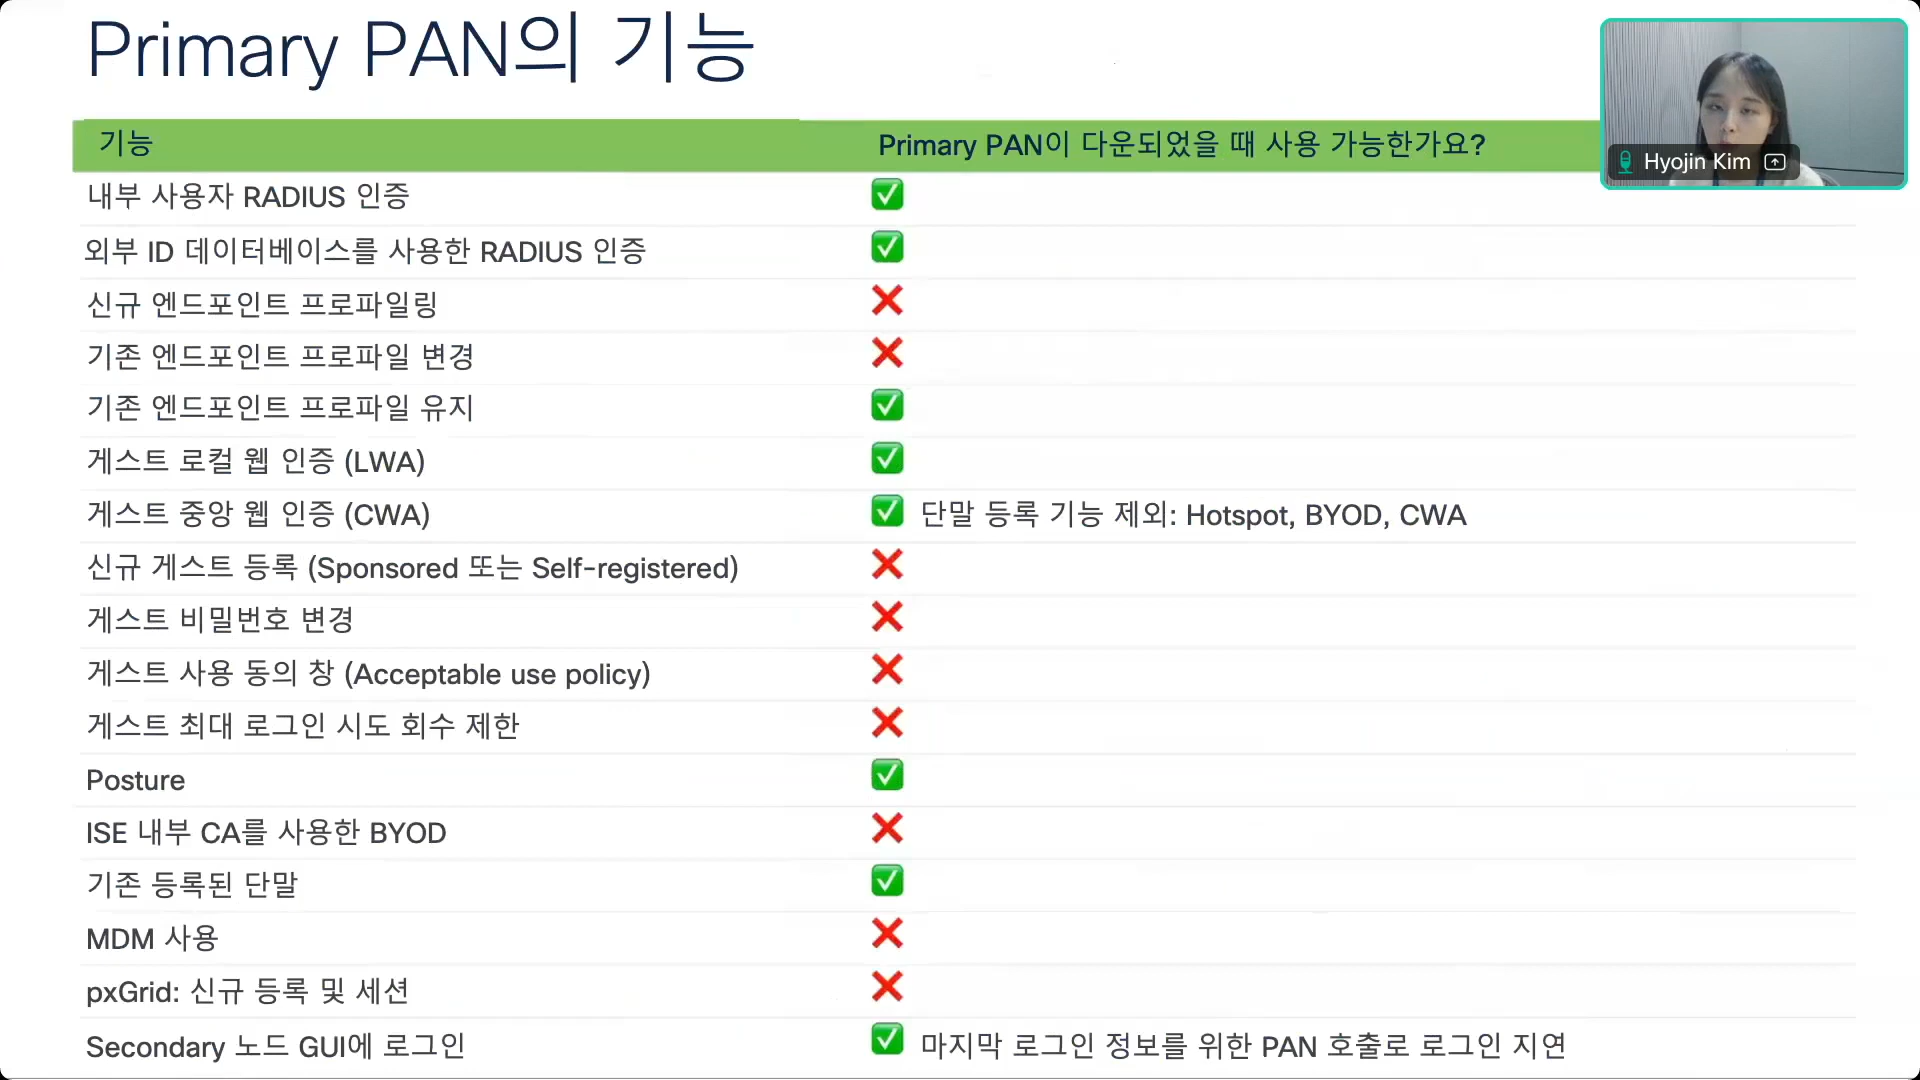 Primary PAN의 기능
기능 Primary PAN이 다운되었을 때 사용 가능한가요?
Hyojin Kim
내부 사용자 RADIUS 인증 ✅
외부 ID 데이터베이스를 사용한 RADIUS 인증 ✅
신규 엔드포인트 프로파일링 ❌
기존 엔드포인트 프로파일 변경 ❌
기존 엔드포인트 프로파일 유지 ✅
게스트 로컬 웹 인증 (LWA) ✅
게스트 중앙 웹 인증 (CWA) ✅ 단말 등록 기능 제외: Hotspot, BYOD, CWA
신규 게스트 등록 (Sponsored 또는 Self-registered) ❌
게스트 비밀번호 변경 ❌
게스트 사용 동의 창 (Acceptable use policy) ❌
게스트 최대 로그인 시도 회수 제한 ❌
Posture ✅
ISE 내부 CA를 사용한 BYOD ❌
기존 등록된 단말 ✅
MDM 사용 ❌
pxGrid: 신규 등록 및 세션 ❌
Secondary 노드 GUI에 로그인 ✅ 마지막 로그인 정보를 위한 PAN 호출로 로그인 지연